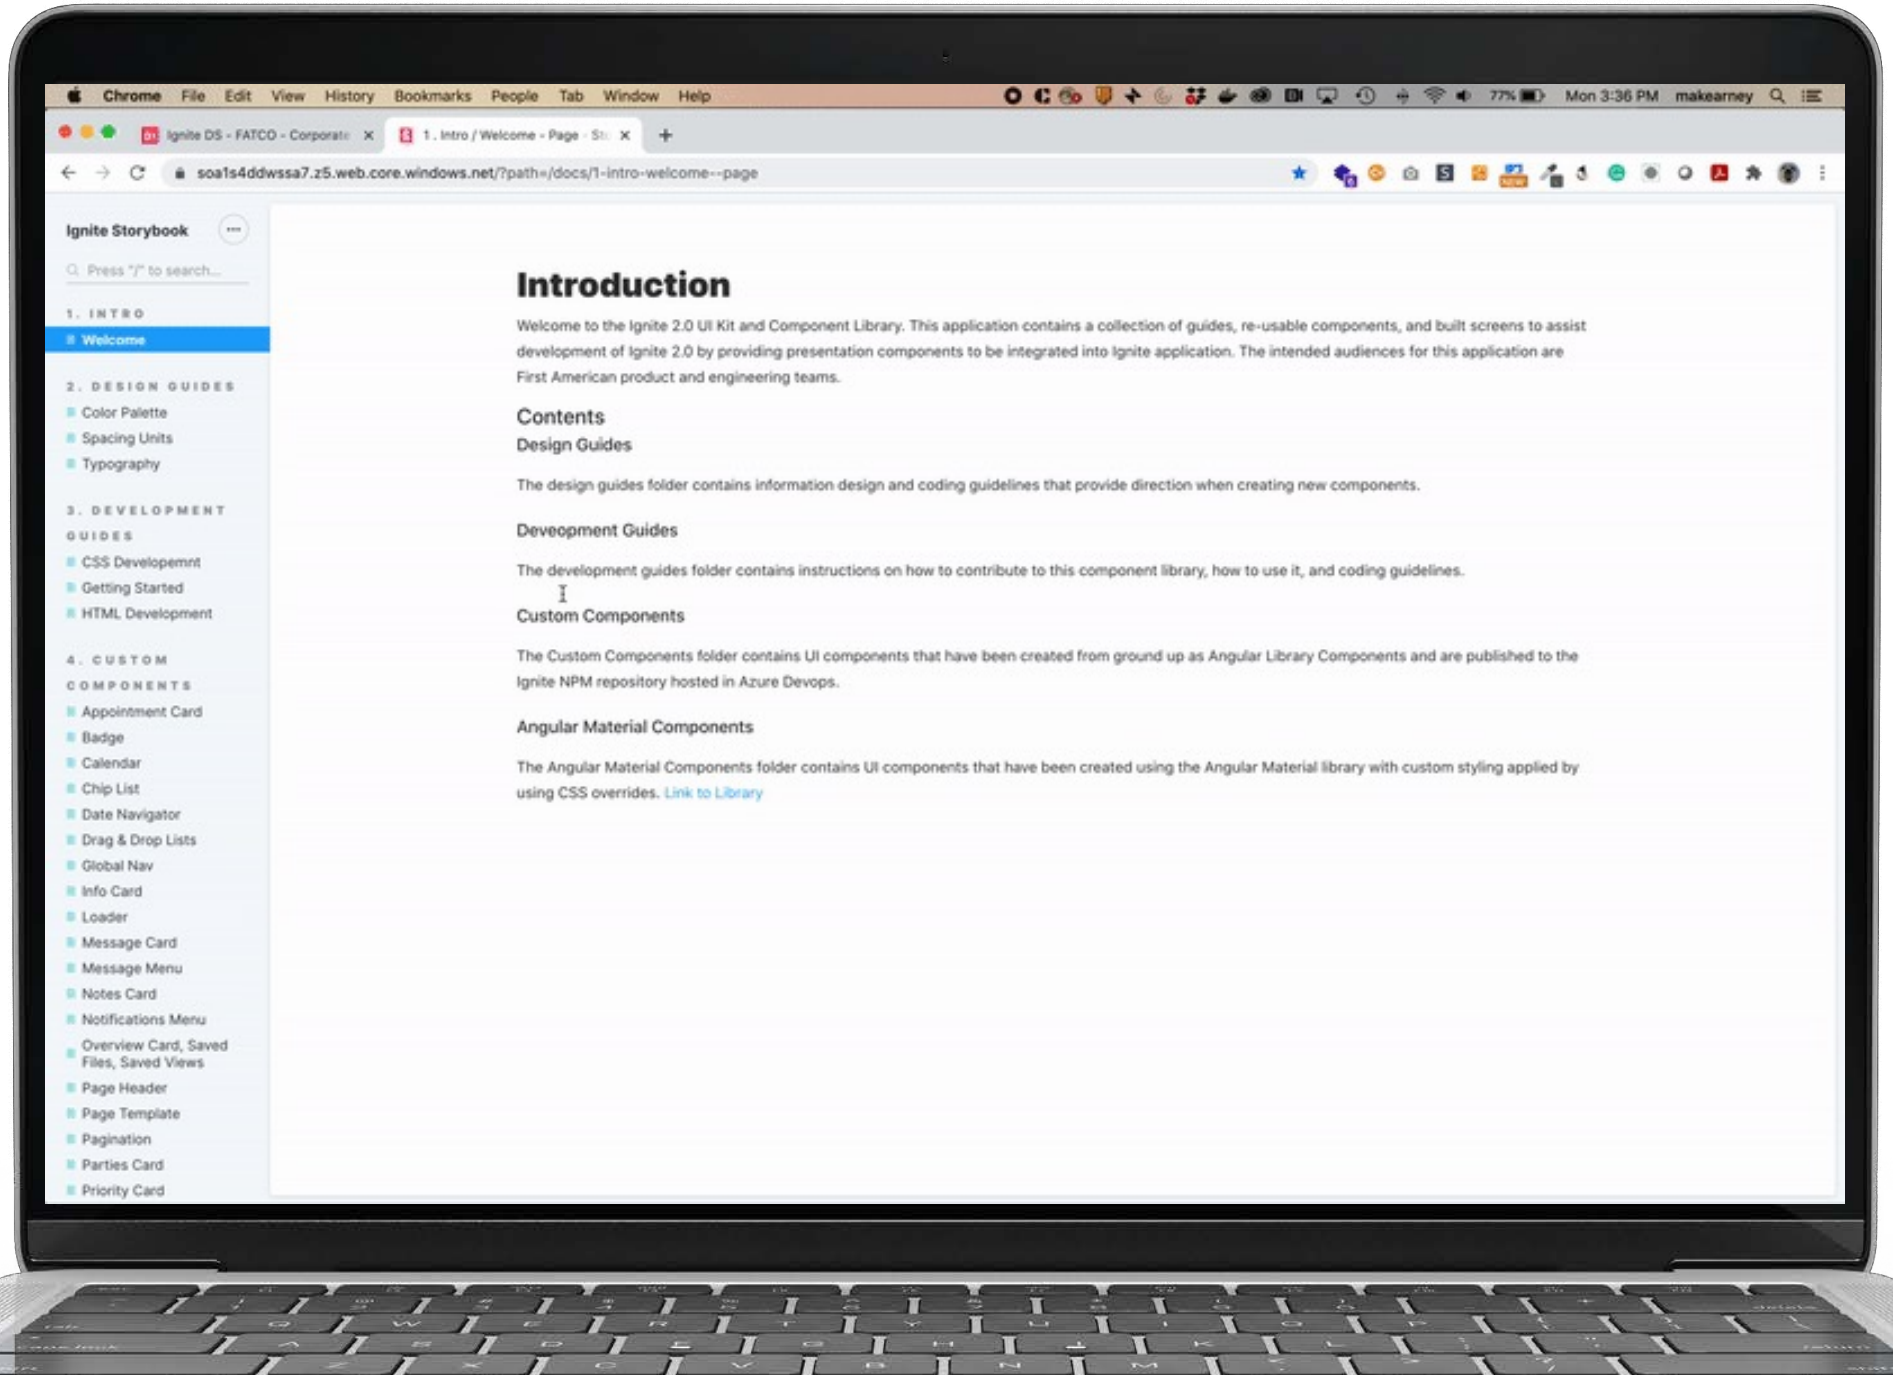 Chrome File Edit View History Bookmarks People Tab Window Help 77% Mon 3:36 PM makearney
Ignite DS - FATCO - Corporate
1 . Intro / Welcome - Page - Sto
soa1s4ddwssa7.z5.web.core.windows.net/?path=/docs/1-intro-welcome--page
Ignite Storybook
Press "/" to search...
1. INTRO
Welcome
2. DESIGN GUIDES
Color Palette
Spacing Units
Typography
3. DEVELOPMENT
GUIDES
CSS Developemnt
Getting Started
HTML Development
4. CUSTOM
COMPONENTS
Appointment Card
Badge
Calendar
Chip List
Date Navigator
Drag & Drop Lists
Global Nav
Info Card
Loader
Message Card
Message Menu
Notes Card
Notifications Menu
Overview Card, Saved
Files, Saved Views
Page Header
Page Template
Pagination
Parties Card
Priority Card
Introduction
Welcome to the Ignite 2.0 UI Kit and Component Library. This application contains a collection of guides, re-usable components, and built screens to assist
development of Ignite 2.0 by providing presentation components to be integrated into Ignite application. The intended audiences for this application are
First American product and engineering teams.
Contents
Design Guides
The design guides folder contains information design and coding guidelines that provide direction when creating new components.
Deveopment Guides
The development guides folder contains instructions on how to contribute to this component library, how to use it, and coding guidelines.
Custom Components
The Custom Components folder contains UI components that have been created from ground up as Angular Library Components and are published to the
Ignite NPM repository hosted in Azure Devops.
Angular Material Components
The Angular Material Components folder contains UI components that have been created using the Angular Material library with custom styling applied by
using CSS overrides. Link to Library
Q W E R T Y U I O P
A S D F G H J K L
Z X C V B N M